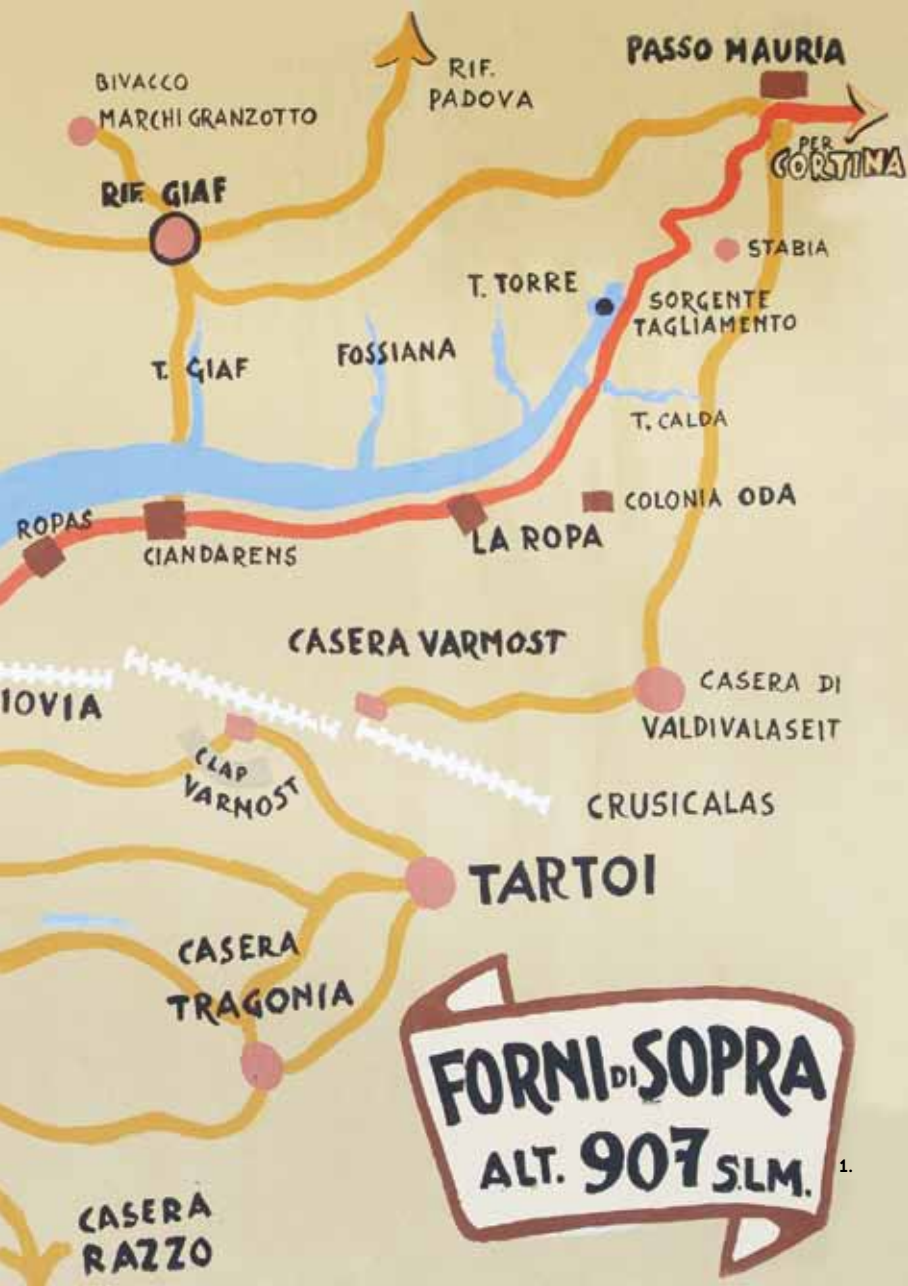 PASSO MAURIA
RIF.
PADOVA
BIVACCO
MARCHI GRANZOTTO
PER
CORTINA
RIF. GIAF
STABIA
T. TORRE
SORGENTE
TAGLIAMENTO
T. GIAF
FOSSIANA
T. CALDA
COLONIA ODA
ROPAS
CIANDARENS
LA ROPA
CASERA VARMOST
CASERA DI
VALDIVALASEIT
IOVIA
CLAP
VARMOST
CRUSICALAS
TARTOI
CASERA
TRAGONIA
FORNI DI SOPRA
ALT. 907 S.L.M.
1.
CASERA
RAZZO